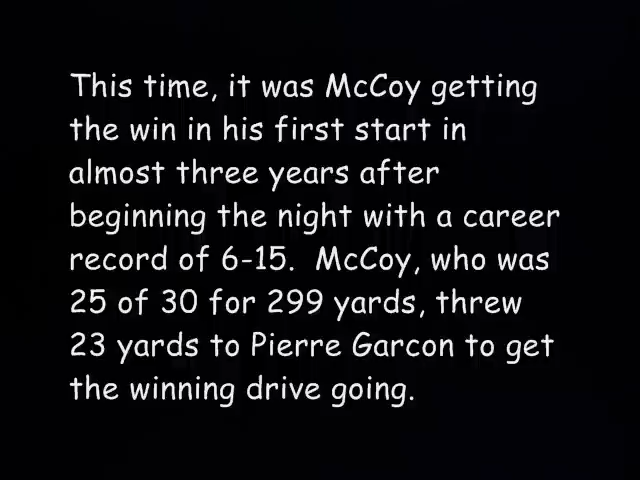 This time, it was McCoy getting
the win in his first start in
almost three years after
beginning the night with a career
record of 6-15.  McCoy, who was
25 of 30 for 299 yards, threw
23 yards to Pierre Garcon to get
the winning drive going.